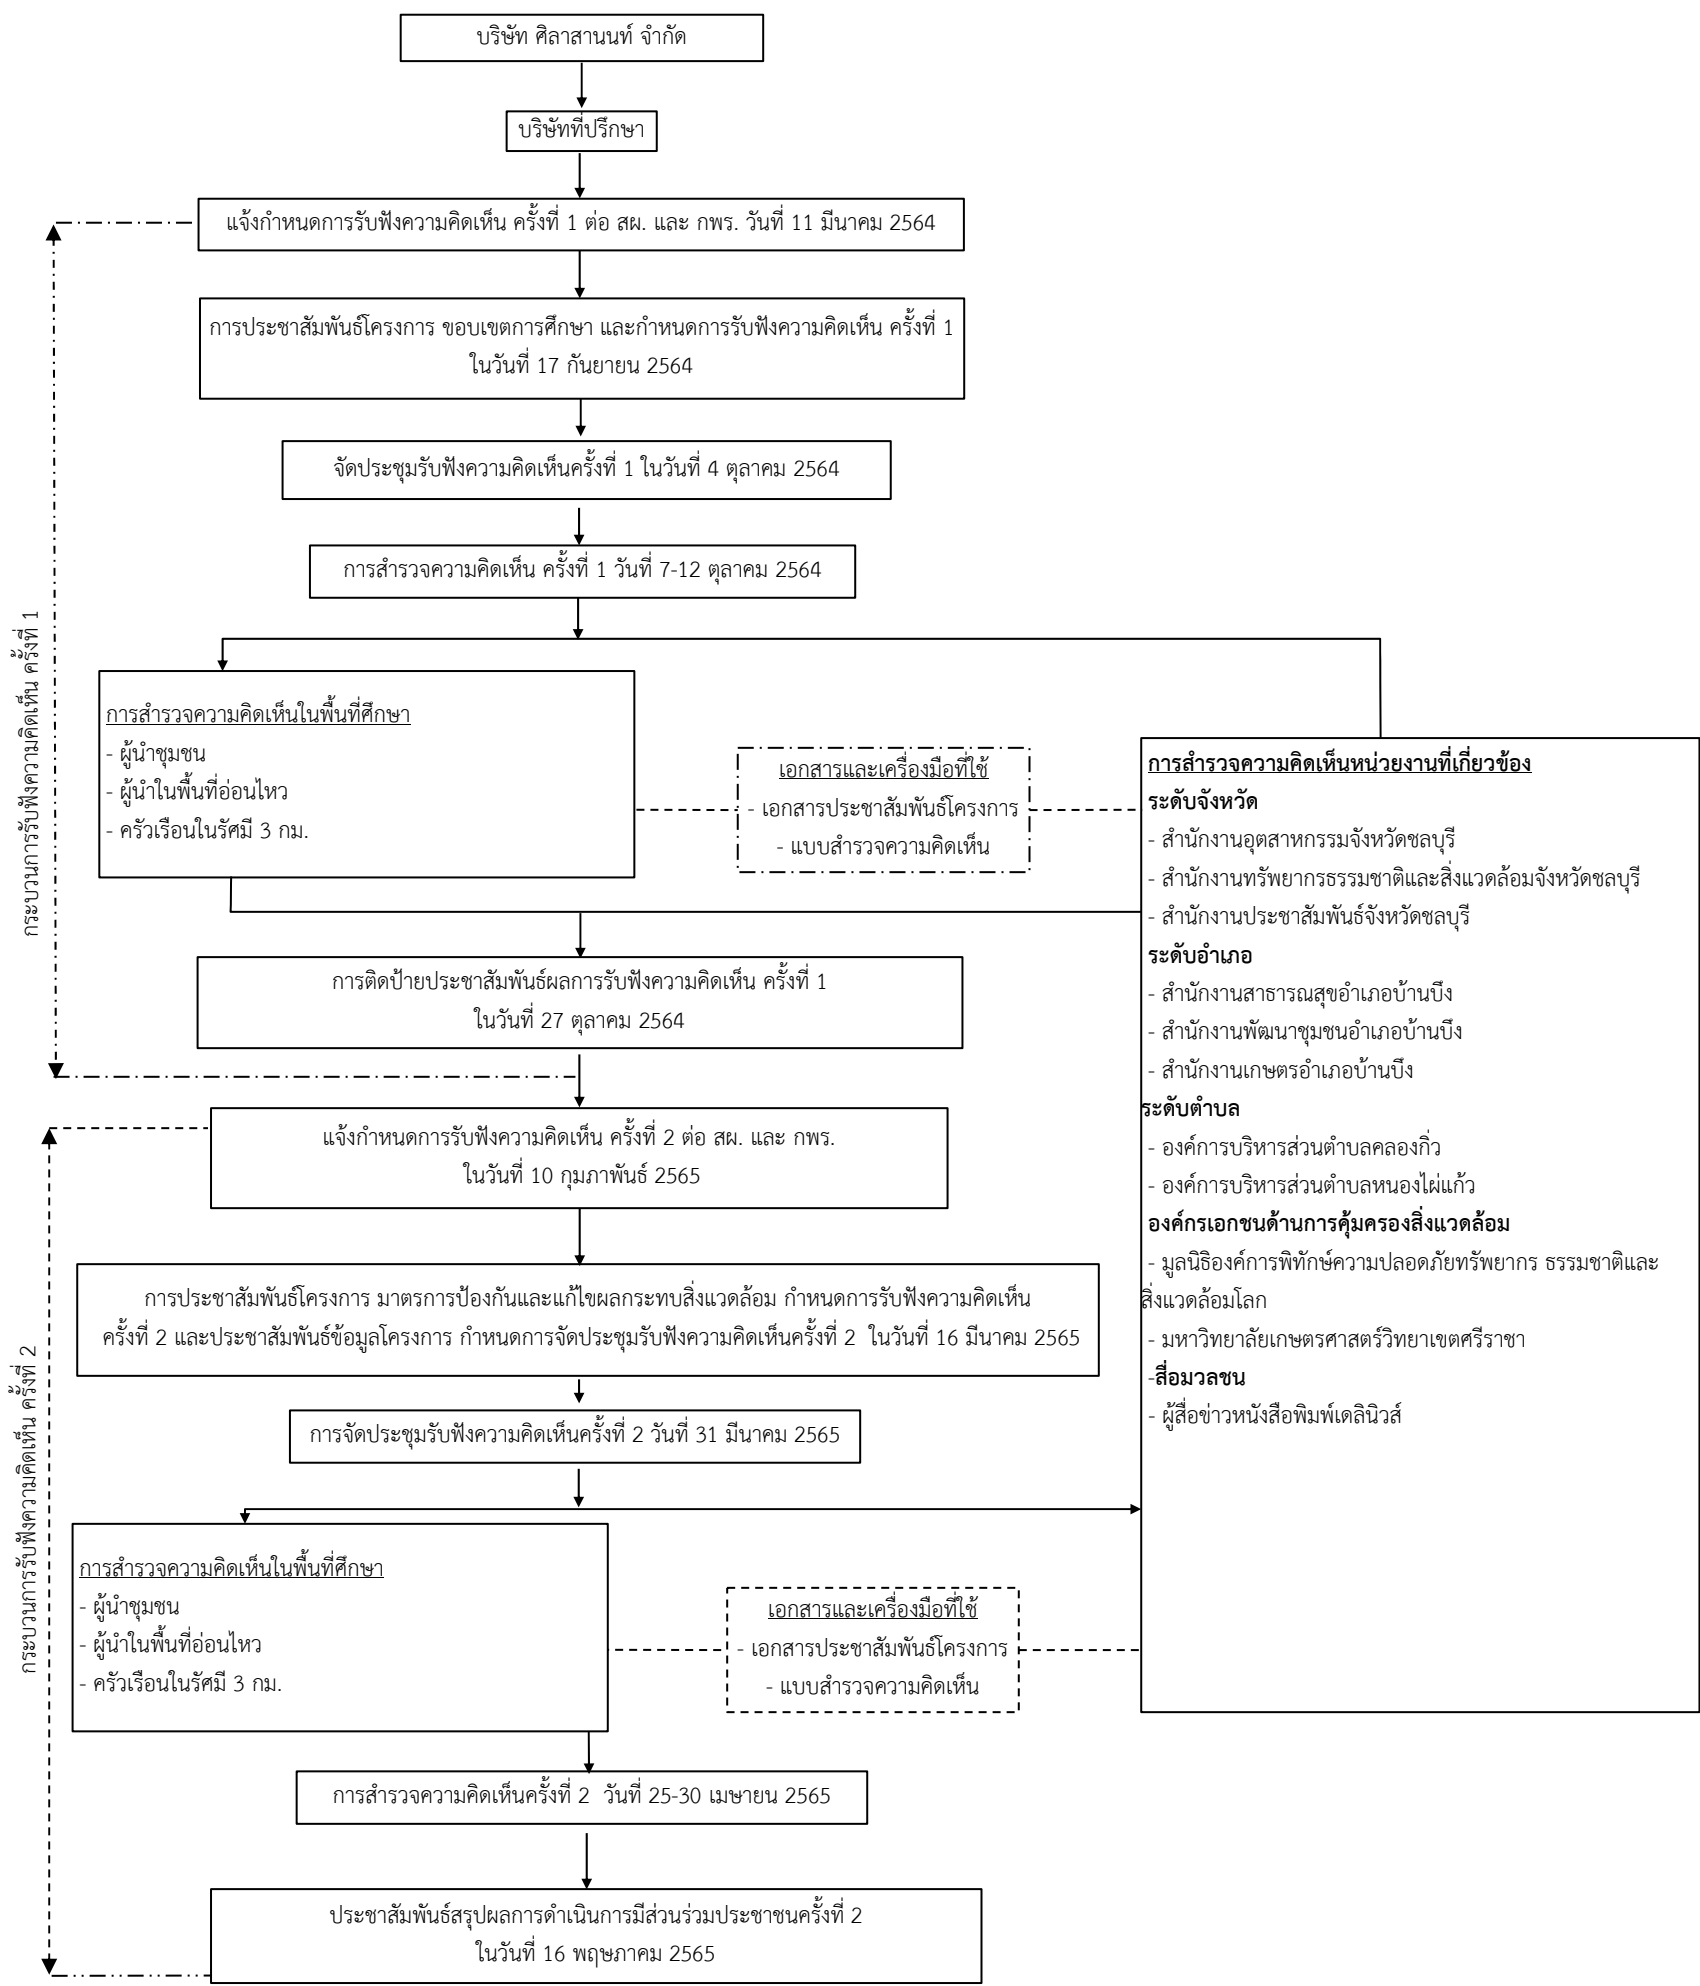 บริษัท ศิลาสานนท์ จำกัด
บริษัทที่ปรึกษา
แจ้งกำหนดการรับฟังความคิดเห็น ครั้งที่ 1 ต่อ สผ. และ กพร. วันที่ 11 มีนาคม 2564
การประชาสัมพันธ์โครงการ ขอบเขตการศึกษา และกำหนดการรับฟังความคิดเห็น ครั้งที่ 1
ในวันที่ 17 กันยายน 2564
จัดประชุมรับฟังความคิดเห็นครั้งที่ 1 ในวันที่ 4 ตุลาคม 2564
การสำรวจความคิดเห็น ครั้งที่ 1 วันที่ 7-12 ตุลาคม 2564
กระบวนการรับฟังความคิดเห็น ครั้งที่ 1
การสำรวจความคิดเห็นในพื้นที่ศึกษา
- ผู้นำชุมชน
- ผู้นำในพื้นที่อ่อนไหว
- ครัวเรือนในรัศมี 3 กม.
เอกสารและเครื่องมือที่ใช้
- เอกสารประชาสัมพันธ์โครงการ
- แบบสำรวจความคิดเห็น
การสำรวจความคิดเห็นหน่วยงานที่เกี่ยวข้อง
ระดับจังหวัด
- สำนักงานอุตสาหกรรมจังหวัดชลบุรี
- สำนักงานทรัพยากรธรรมชาติและสิ่งแวดล้อมจังหวัดชลบุรี
- สำนักงานประชาสัมพันธ์จังหวัดชลบุรี
ระดับอำเภอ
- สำนักงานสาธารณสุขอำเภอบ้านบึง
- สำนักงานพัฒนาชุมชนอำเภอบ้านบึง
- สำนักงานเกษตรอำเภอบ้านบึง
ระดับตำบล
- องค์การบริหารส่วนตำบลคลองกิ่ว
- องค์การบริหารส่วนตำบลหนองไผ่แก้ว
องค์กรเอกชนด้านการคุ้มครองสิ่งแวดล้อม
- มูลนิธิองค์การพิทักษ์ความปลอดภัยทรัพยากร ธรรมชาติและ
สิ่งแวดล้อมโลก
- มหาวิทยาลัยเกษตรศาสตร์วิทยาเขตศรีราชา
-สื่อมวลชน
- ผู้สื่อข่าวหนังสือพิมพ์เดลินิวส์
การติดป้ายประชาสัมพันธ์ผลการรับฟังความคิดเห็น ครั้งที่ 1
ในวันที่ 27 ตุลาคม 2564
แจ้งกำหนดการรับฟังความคิดเห็น ครั้งที่ 2 ต่อ สผ. และ กพร.
ในวันที่ 10 กุมภาพันธ์ 2565
การประชาสัมพันธ์โครงการ มาตรการป้องกันและแก้ไขผลกระทบสิ่งแวดล้อม กำหนดการรับฟังความคิดเห็น
ครั้งที่ 2 และประชาสัมพันธ์ข้อมูลโครงการ กำหนดการจัดประชุมรับฟังความคิดเห็นครั้งที่ 2 ในวันที่ 16 มีนาคม 2565
การจัดประชุมรับฟังความคิดเห็นครั้งที่ 2 วันที่ 31 มีนาคม 2565
กระบวนการรับฟังความคิดเห็น ครั้งที่ 2
การสำรวจความคิดเห็นในพื้นที่ศึกษา
- ผู้นำชุมชน
- ผู้นำในพื้นที่อ่อนไหว
- ครัวเรือนในรัศมี 3 กม.
เอกสารและเครื่องมือที่ใช้
- เอกสารประชาสัมพันธ์โครงการ
- แบบสำรวจความคิดเห็น
การสำรวจความคิดเห็นครั้งที่ 2 วันที่ 25-30 เมษายน 2565
ประชาสัมพันธ์สรุปผลการดำเนินการมีส่วนร่วมประชาชนครั้งที่ 2
ในวันที่ 16 พฤษภาคม 2565